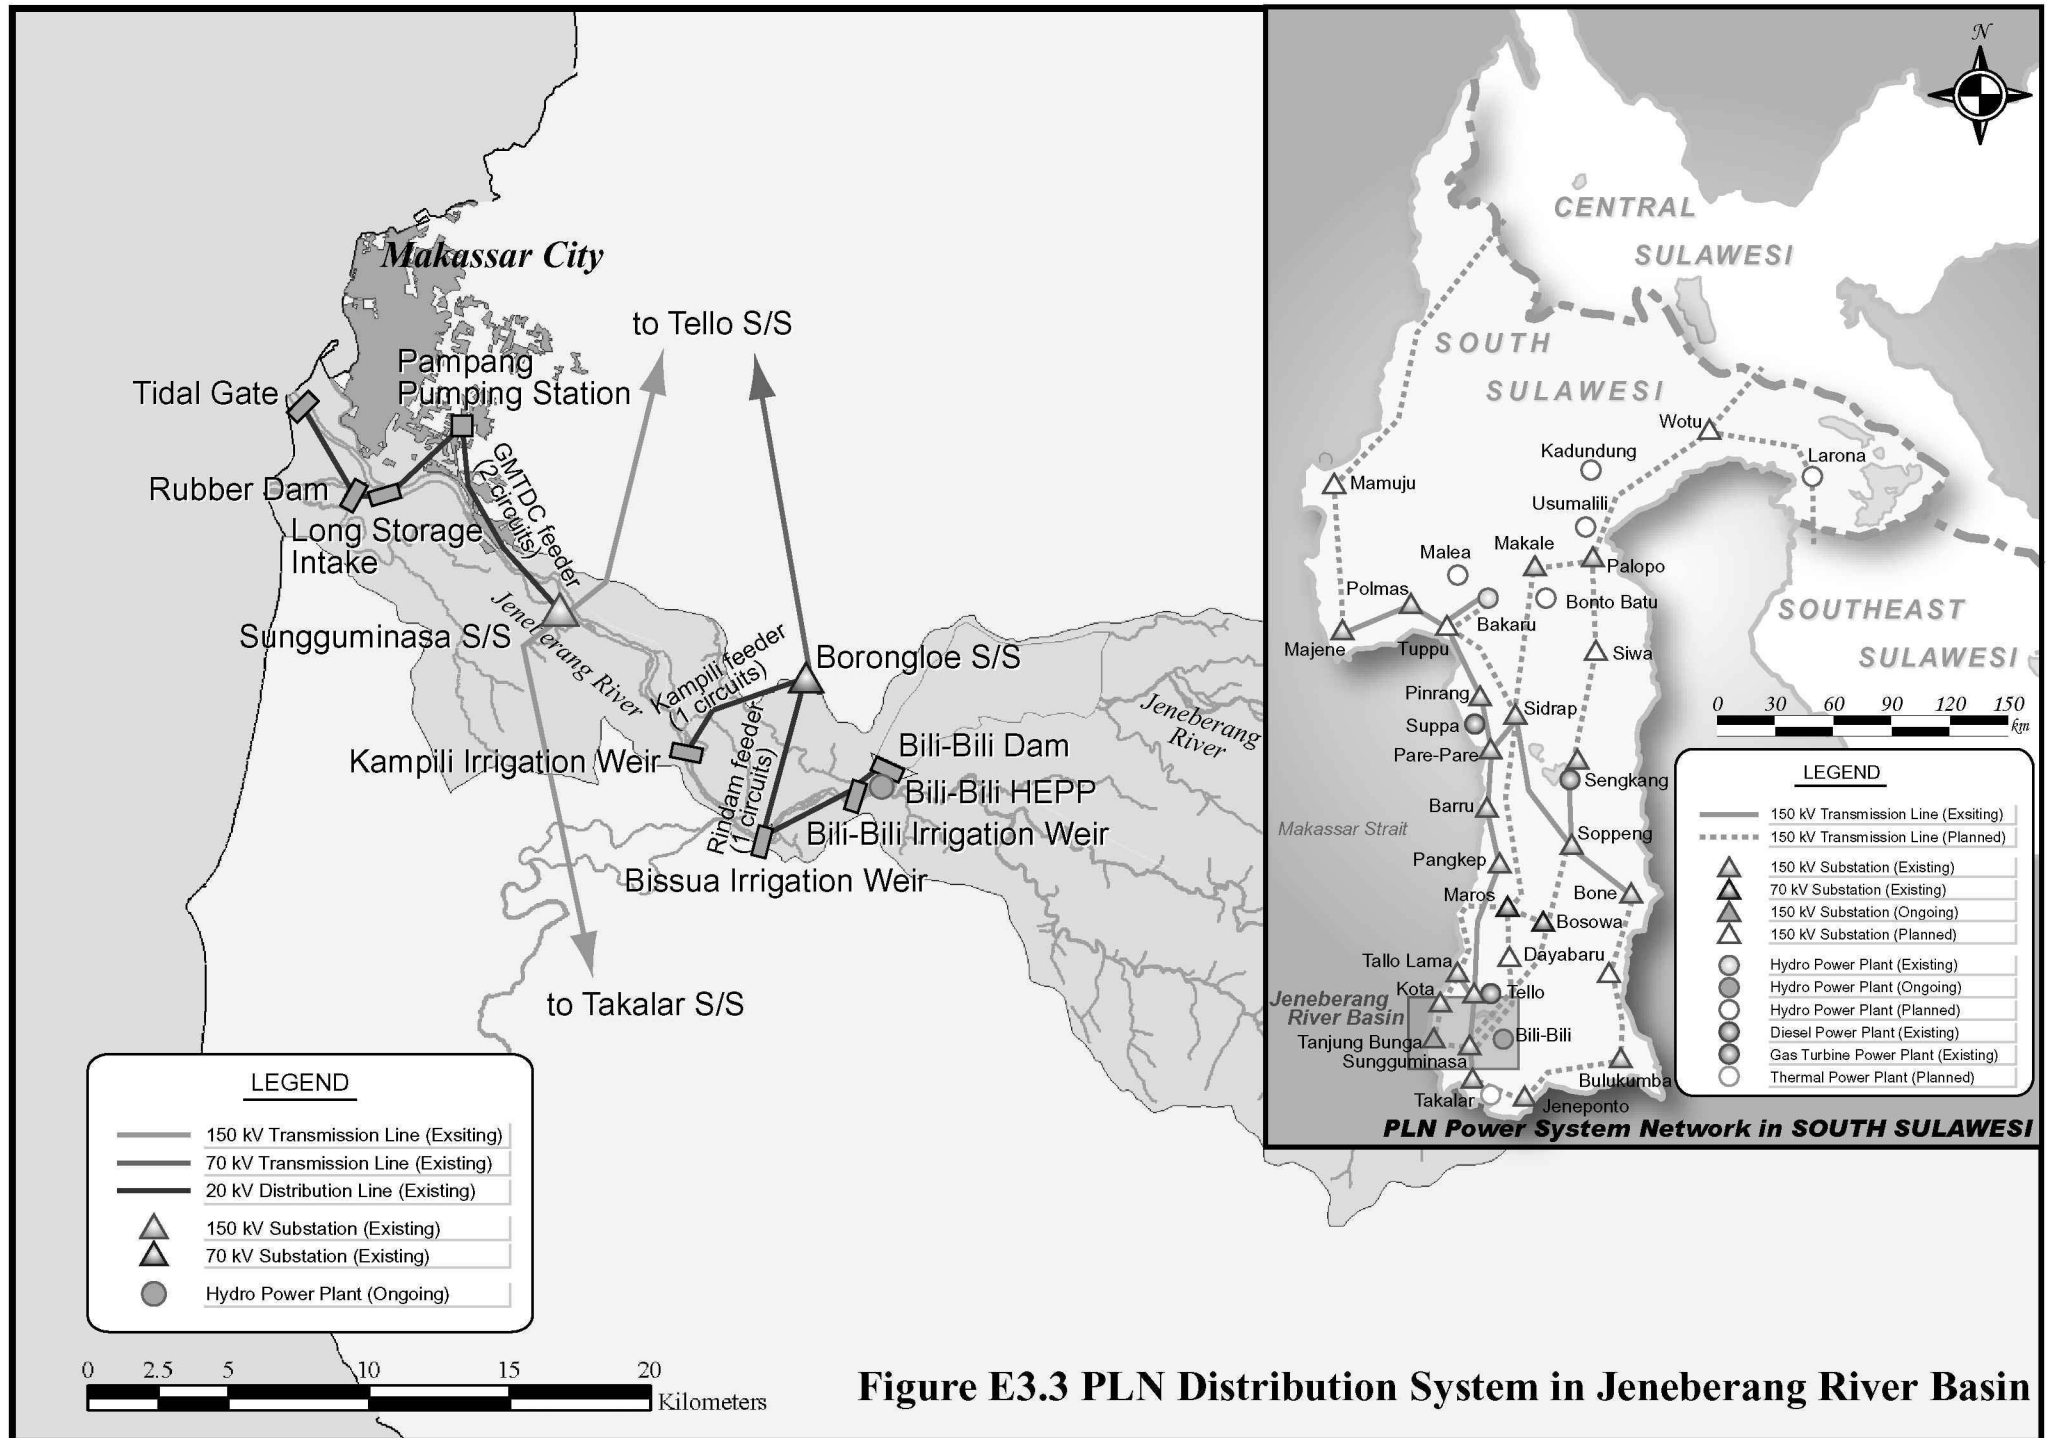 Makassar City
to Tello S/S
Pampang
Pumping Station
Tidal Gate
GMTDC feeder
(2 circuits)
Rubber Dam
Long Storage
Intake
Jeneberang River
Sungguminasa S/S
Kampili feeder
(1 circuits)
Borongloe S/S
Jeneberang
River
Kampili Irrigation Weir
Rindam feeder
(1 circuits)
Bili-Bili Dam
Bili-Bili HEPP
Bili-Bili Irrigation Weir
Bissua Irrigation Weir
to Takalar S/S
LEGEND
150 kV Transmission Line (Exsiting)
70 kV Transmission Line (Existing)
20 kV Distribution Line (Existing)
150 kV Substation (Existing)
70 kV Substation (Existing)
Hydro Power Plant (Ongoing)
0 2.5 5 10 15 20
Kilometers
N
CENTRAL
SULAWESI
SOUTH
SULAWESI
Wotu
Kadundung
Larona
Mamuju
Usumalili
Makale
Malea
Palopo
Polmas
Bonto Batu
SOUTHEAST
SULAWESI
Bakaru
Majene
Tuppu
Siwa
Pinrang
Sidrap
Suppa
Pare-Pare
0 30 60 90 120 150
km
Sengkang
Barru
Makassar Strait
Soppeng
Pangkep
Maros
Bone
Bosowa
Dayabaru
Tallo Lama
Kota
Tello
Jeneberang
River Basin
Bili-Bili
Tanjung Bunga
Sungguminasa
Bulukumba
Takalar
Jeneponto
LEGEND
150 kV Transmission Line (Exsiting)
150 kV Transmission Line (Planned)
150 kV Substation (Existing)
70 kV Substation (Existing)
150 kV Substation (Ongoing)
150 kV Substation (Planned)
Hydro Power Plant (Existing)
Hydro Power Plant (Ongoing)
Hydro Power Plant (Planned)
Diesel Power Plant (Existing)
Gas Turbine Power Plant (Existing)
Thermal Power Plant (Planned)
PLN Power System Network in SOUTH SULAWESI
Figure E3.3 PLN Distribution System in Jeneberang River Basin